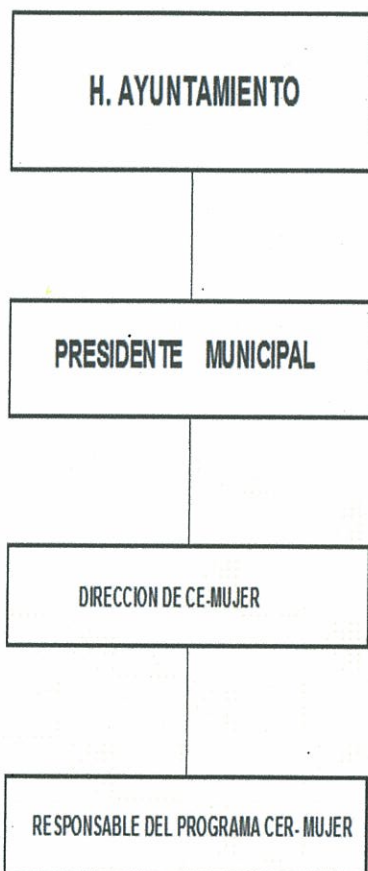 H. AYUNTAMIENTO
PRESIDENTE MUNICIPAL
DIRECCION DE CE-MUJER
RESPONSABLE DEL PROGRAMA CER- MUJER